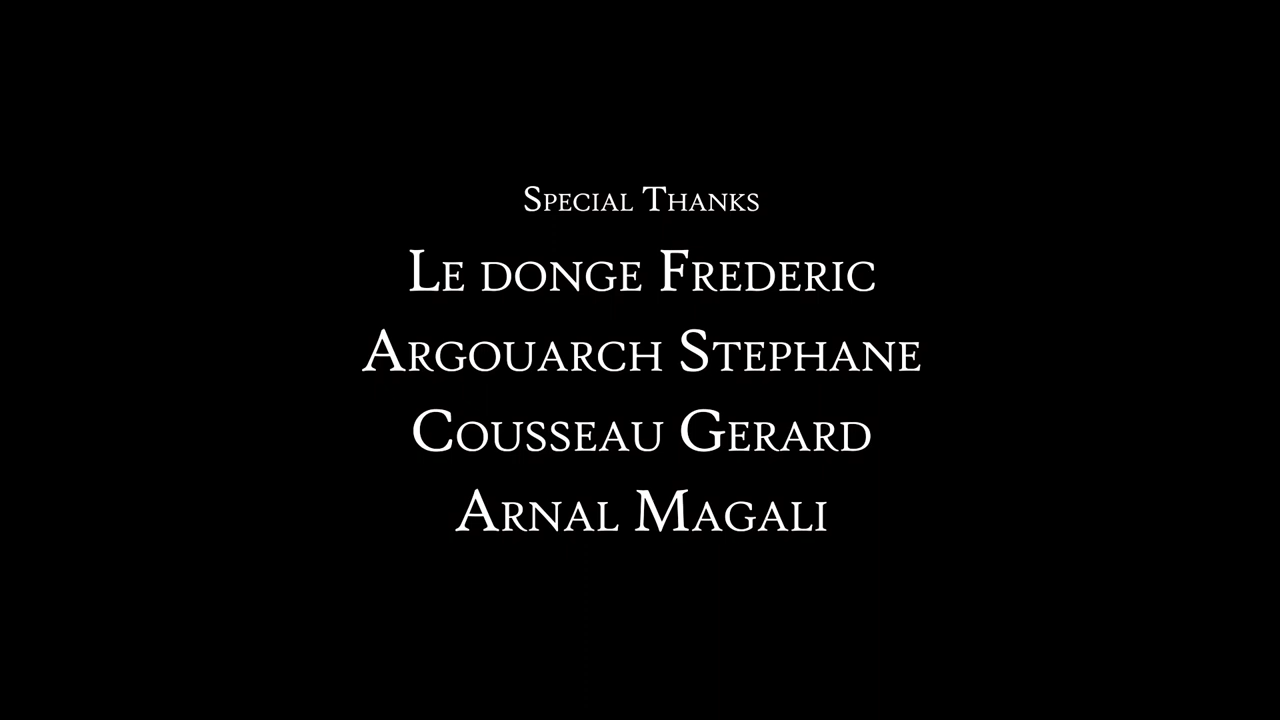 Special Thanks
Le donge Frederic
Argouarch Stephane
Cousseau Gerard
Arnal Magali